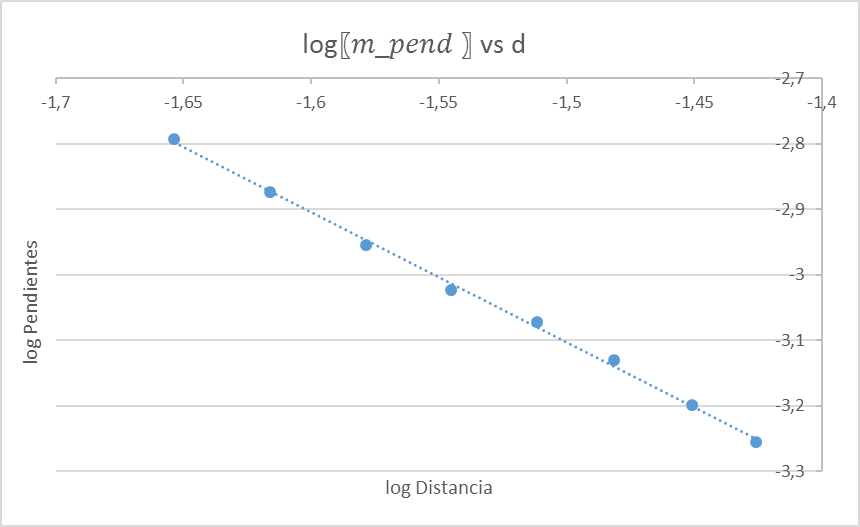 log〖m_pend 〗 vs d
-2,7
-1,7 -1,65 -1,6 -1,55 -1,5 -1,45 -1,4
-2,8
-2,9
-3
-3,1
-3,2
-3,3
log Pendientes
log Distancia